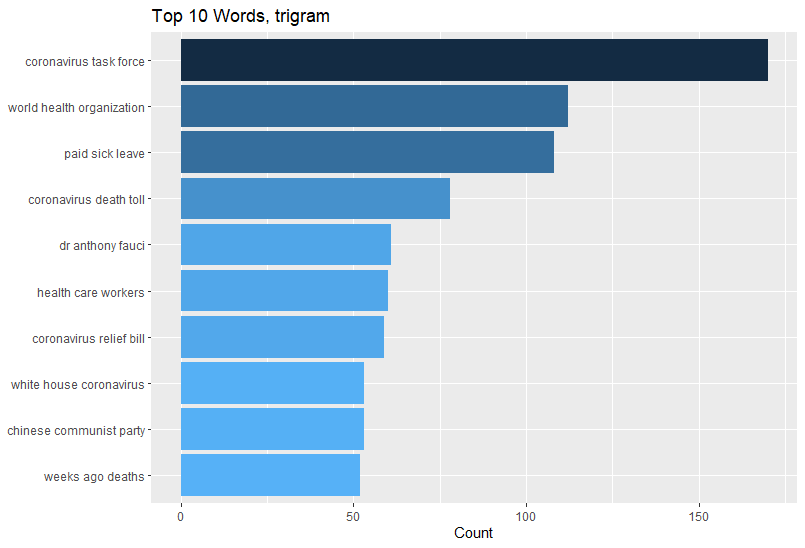 Top 10 Words, trigram
coronavirus task force
world health organization
paid sick leave
coronavirus death toll
dr anthony fauci
health care workers
coronavirus relief bill
white house coronavirus
chinese communist party
weeks ago deaths
0 50 100 150
Count